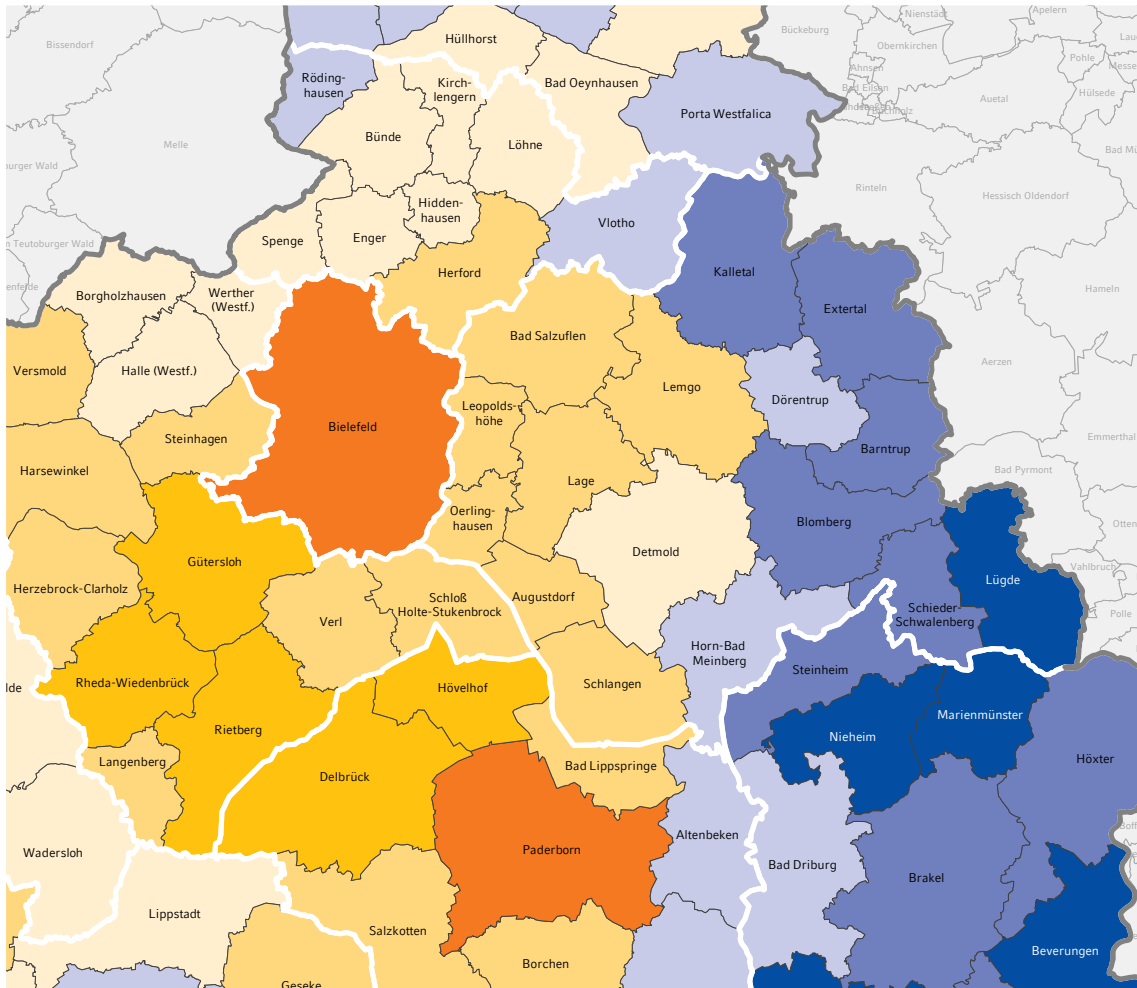 Bissendorf
Hüllhorst
Bückeburg
Nienstädt
Apelern
Obernkirchen
Pohle
Ahnsen
Bad Eilsen
Auetal
Hülsede
Buchholz
Röding-
hausen
Kirch-
lengern
Bad Oeynhausen
Porta Westfalica
Melle
Bünde
Löhne
Rinteln
Hessisch Oldendorf
Hidden-
hausen
Vlotho
Spenge
Enger
Herford
Kalletal
Extertal
Hameln
Borgholzhausen
Werther
(Westf.)
Bad Salzuflen
Versmold
Halle (Westf.)
Lemgo
Aerzen
Dörentrup
Leopolds-
höhe
Bielefeld
Steinhagen
Barntrup
Emmerthal
Harsewinkel
Bad Pyrmont
Lage
Oerling-
hausen
Blomberg
Detmold
Gütersloh
Vahlbruch
Lügde
Herzebrock-Clarholz
Schloß
Holte-Stukenbrock
Augustdorf
Verl
Schieder-
Schwalenberg
Polle
Horn-Bad
Meinberg
Steinheim
Rheda-Wiedenbrück
Hövelhof
Schlangen
Marienmünster
Rietberg
Nieheim
Langenberg
Delbrück
Bad Lippspringe
Höxter
Altenbeken
Wadersloh
Paderborn
Bad Driburg
Brakel
Lippstadt
Salzkotten
Borchen
Beverungen
Geseke